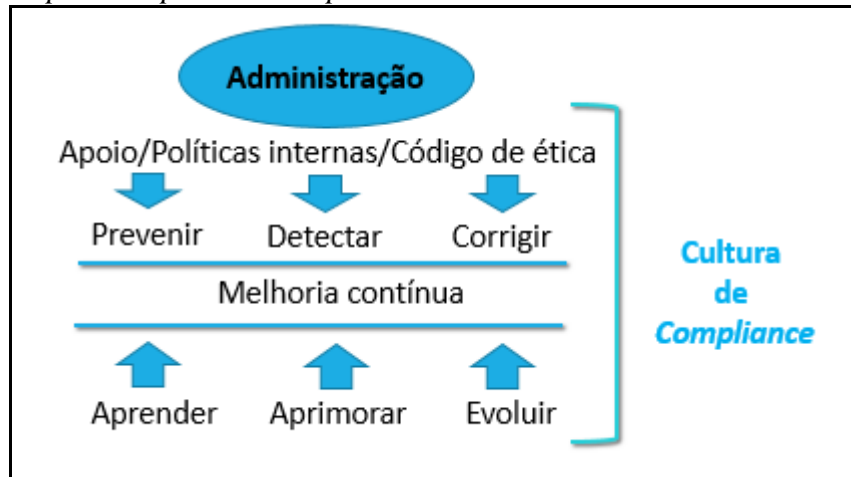 Administração
Apoio/Políticas internas/Código de ética
Prevenir Detectar Corrigir
Melhoria contínua
Aprender Aprimorar Evoluir
Cultura
de
Compliance